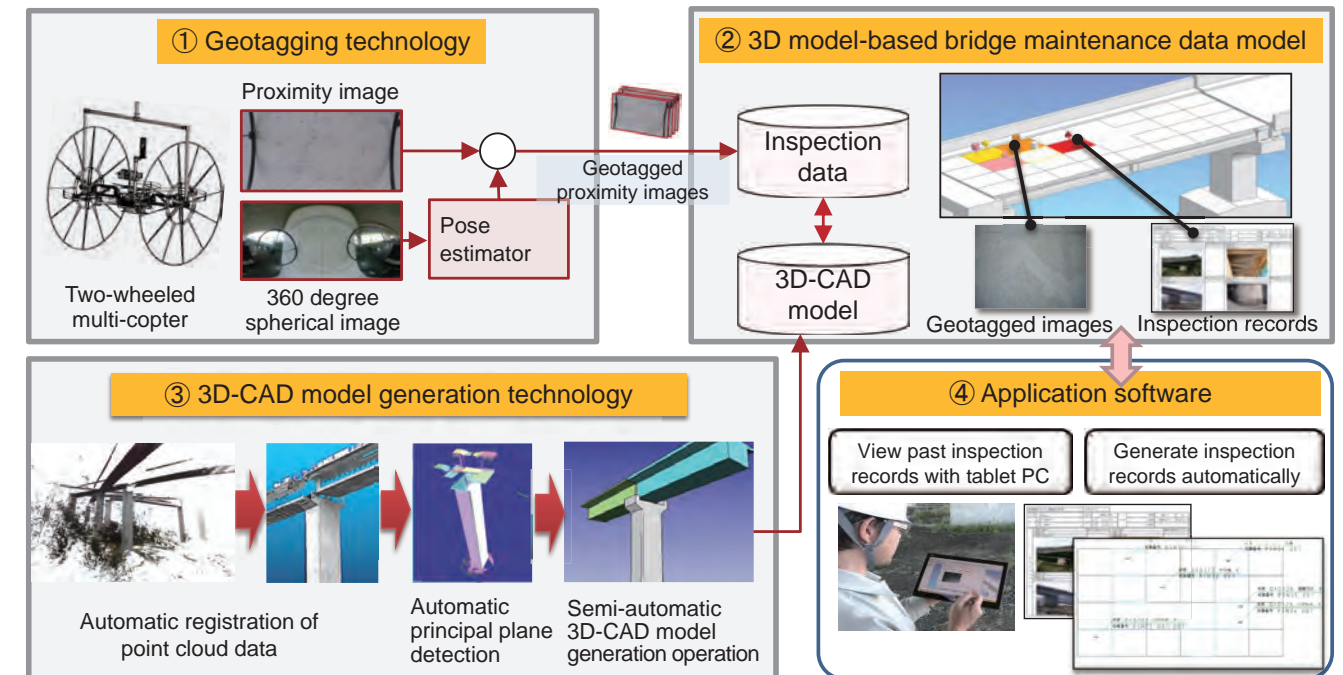 ① Geotagging technology
Proximity image
Two-wheeled
multi-copter
360 degree
spherical image
Pose
estimator
Geotagged
proximity images
② 3D model-based bridge maintenance data model
Inspection
data
3D-CAD
model
Geotagged images
Inspection records
③ 3D-CAD model generation technology
Automatic registration of
point cloud data
Automatic
principal plane
detection
Semi-automatic
3D-CAD model
generation operation
④ Application software
View past inspection
records with tablet PC
Generate inspection
records automatically